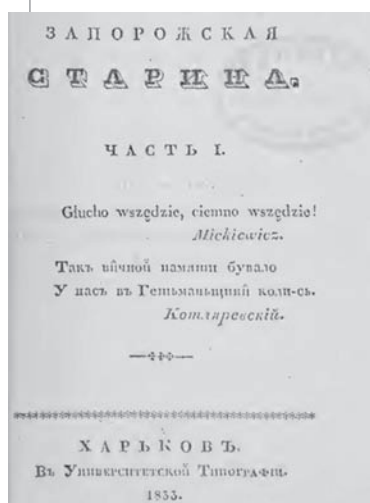 ЗАПОРОЖСКАЯ
СТАРИНА.
ЧАСТЬ I.
Głucho wszędzie, ciemno wszędzie!
Mickiewicz.
Такъ вѣчной памяти бувало
У насъ въ Гетьманьщинѣ коли-сь.
Котляревскій.
ХАРЬКОВЪ.
Въ Университетской Типографіи.
1833.